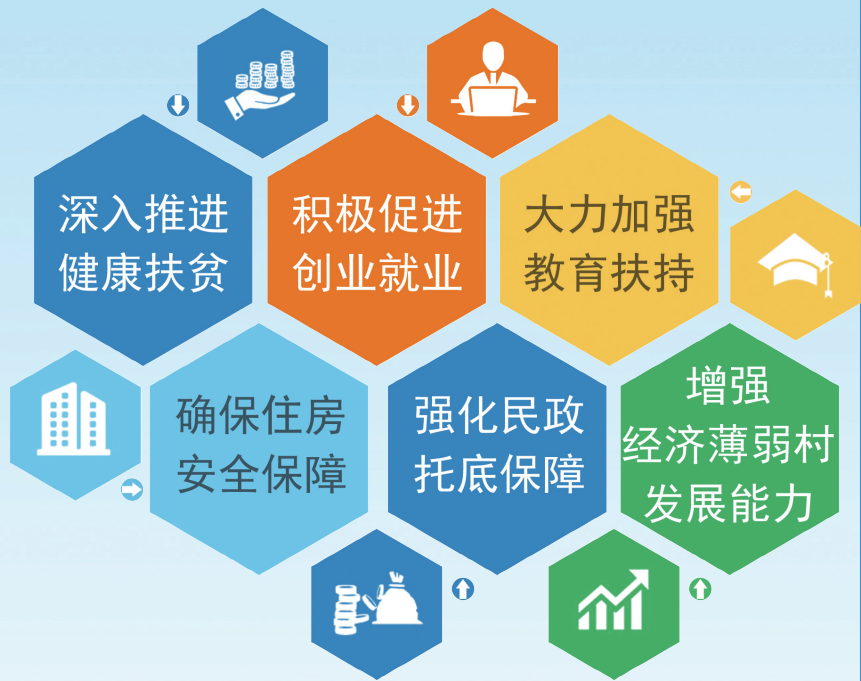 深入推进
健康扶贫
积极促进
创业就业
大力加强
教育扶持
确保住房
安全保障
强化民政
托底保障
增强
经济薄弱村
发展能力